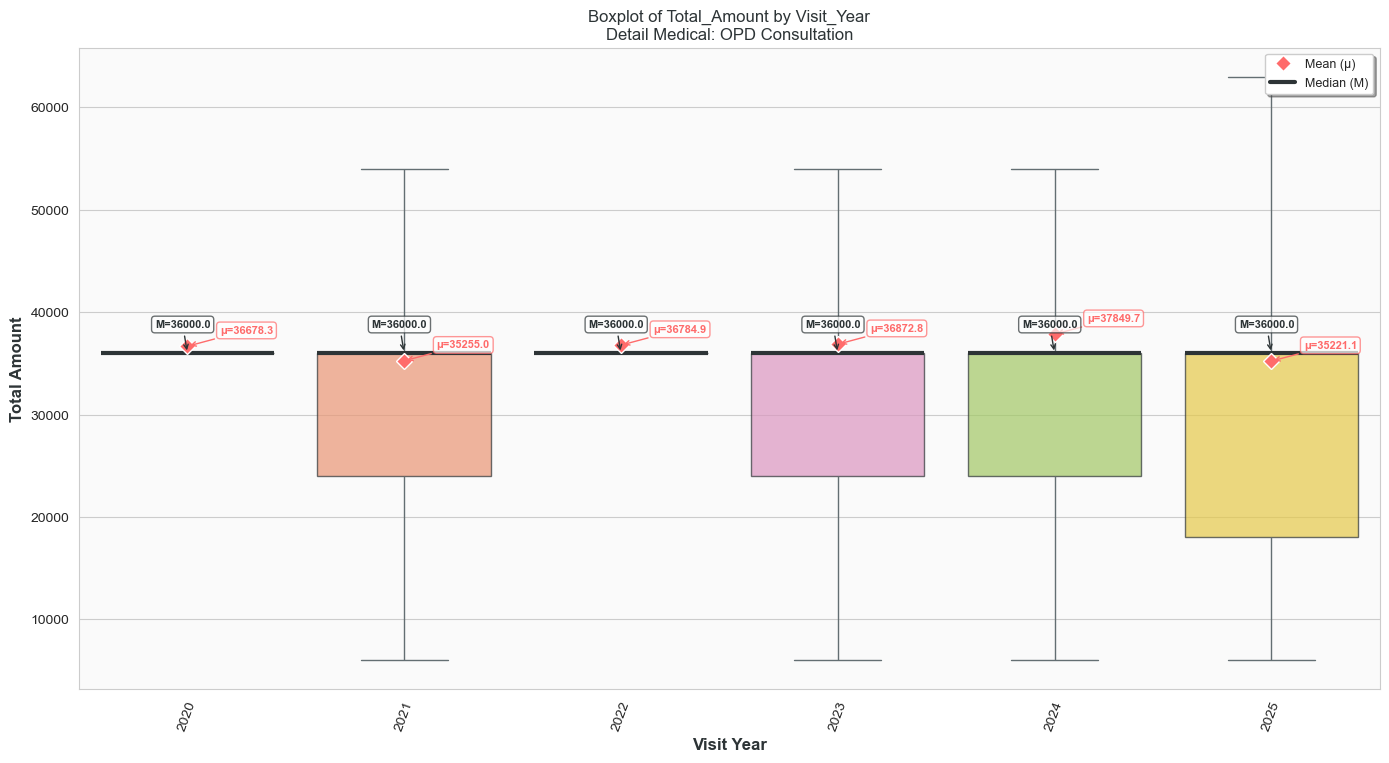 Boxplot of Total_Amount by Visit_Year
Detail Medical: OPD Consultation
Mean (μ)
Median (M)
Total Amount
60000
50000
40000
30000
20000
10000
M=36000.0
μ=36678.3
M=36000.0
μ=35255.0
M=36000.0
μ=36784.9
M=36000.0
μ=36872.8
M=36000.0
μ=37849.7
M=36000.0
μ=35221.1
2020
2021
2022
2023
2024
2025
Visit Year